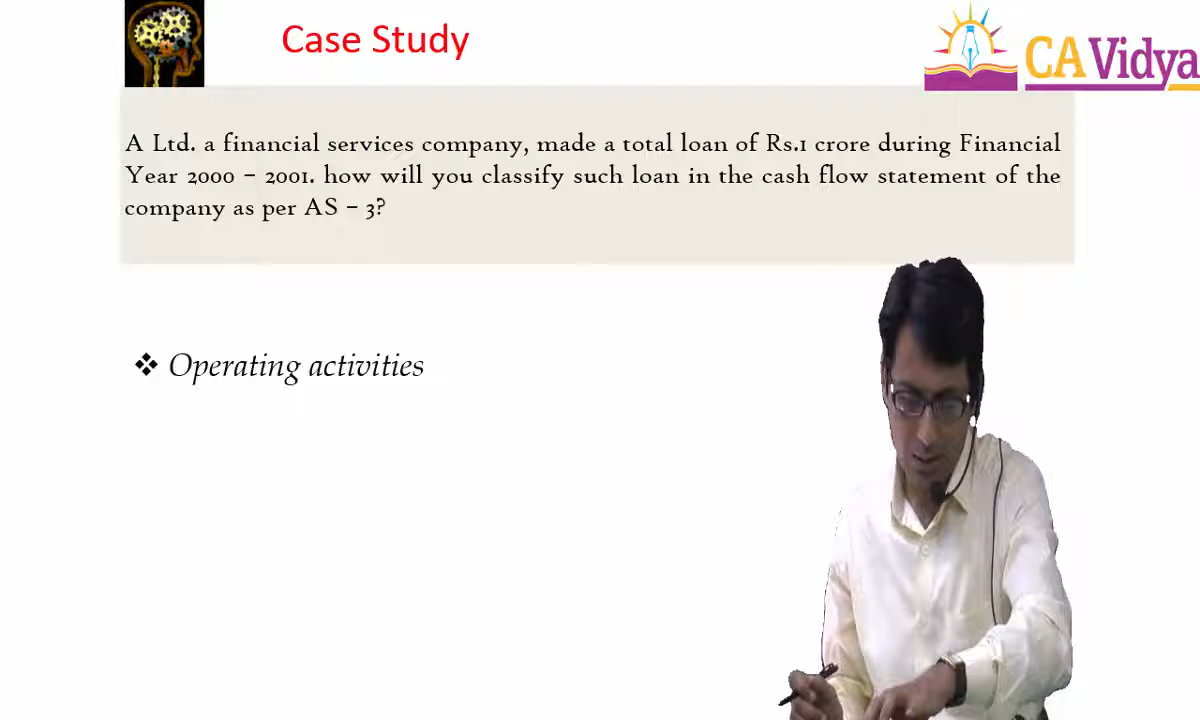 Case Study
CA Vidya
A Ltd. a financial services company, made a total loan of Rs.1 crore during Financial
Year 2000 – 2001. how will you classify such loan in the cash flow statement of the
company as per AS – 3?
❖ Operating activities